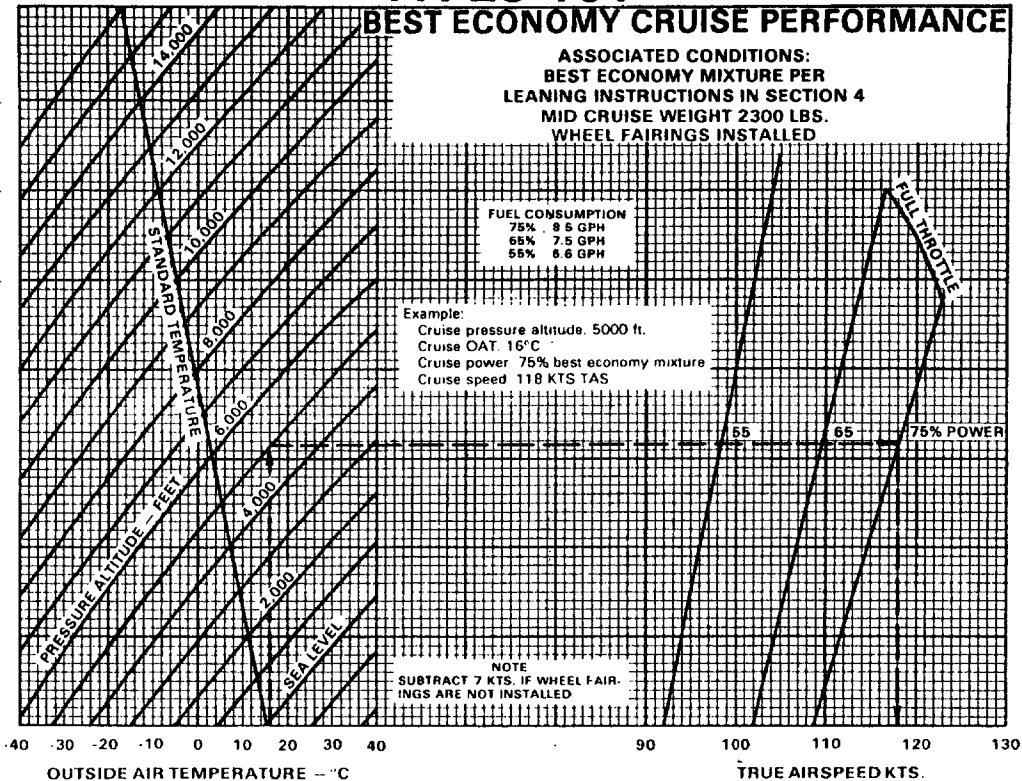 BEST ECONOMY CRUISE PERFORMANCE
ASSOCIATED CONDITIONS:
BEST ECONOMY MIXTURE PER
LEANING INSTRUCTIONS IN SECTION 4
MID CRUISE WEIGHT 2300 LBS.
WHEEL FAIRINGS INSTALLED
14,000
12,000
10,000
8,000
6,000
4,000
2,000
SEA LEVEL
STANDARD TEMPERATURE
PRESSURE ALTITUDE – FEET
FUEL CONSUMPTION
75% 8.5 GPH
65% 7.5 GPH
55% 6.6 GPH
FULL THROTTLE
Example:
Cruise pressure altitude. 5000 ft.
Cruise OAT. 16°C
Cruise power 75% best economy mixture
Cruise speed 118 KTS TAS
55
65
75% POWER
NOTE
SUBTRACT 7 KTS. IF WHEEL FAIR-
INGS ARE NOT INSTALLED
-40 -30 -20 -10 0 10 20 30 40
90 100 110 120 130
OUTSIDE AIR TEMPERATURE – °C
TRUE AIRSPEED KTS.